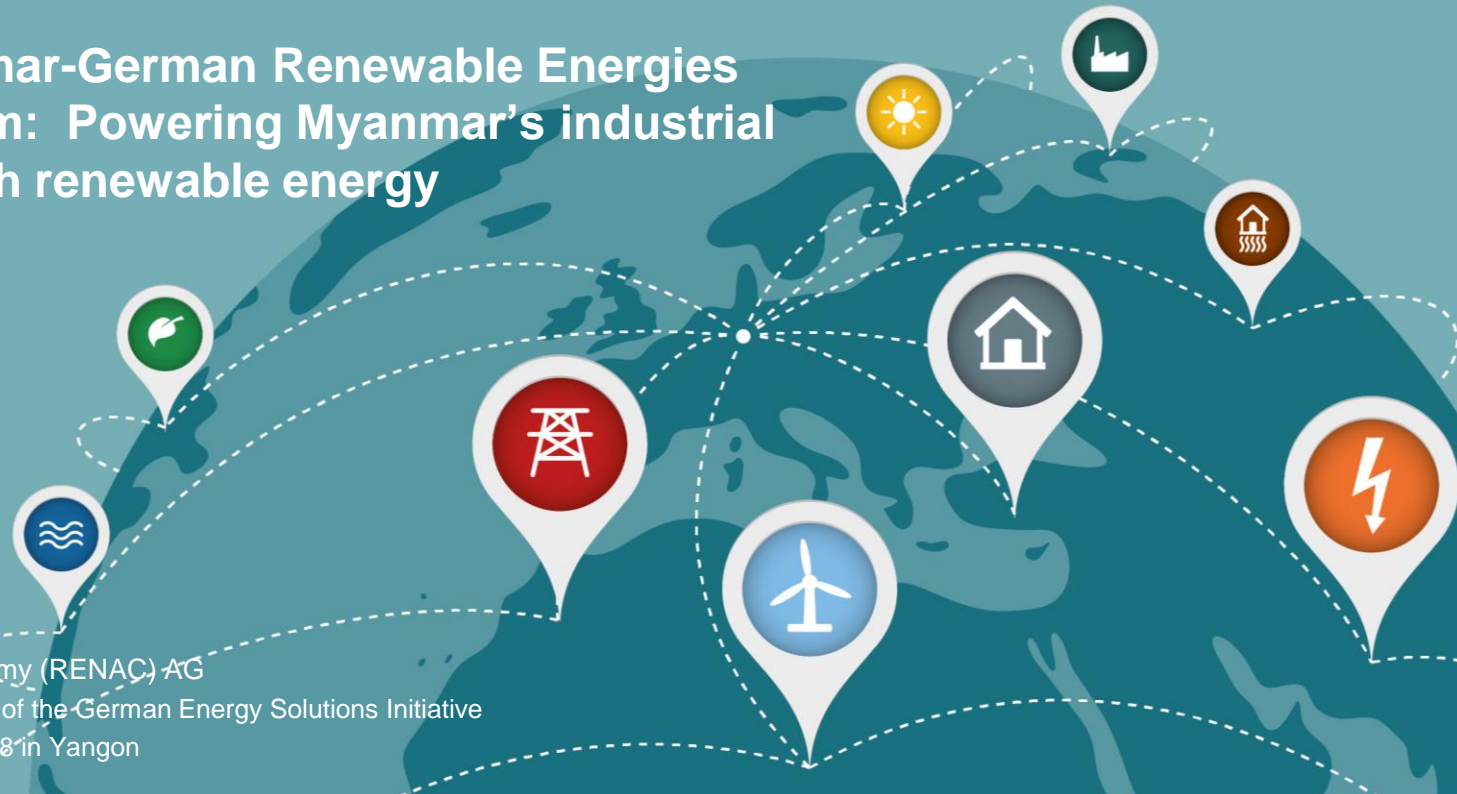 nar-German Renewable Energies
m: Powering Myanmar's industrial
h renewable energy
my (RENAC) AG
of the German Energy Solutions Initiative
8 in Yangon